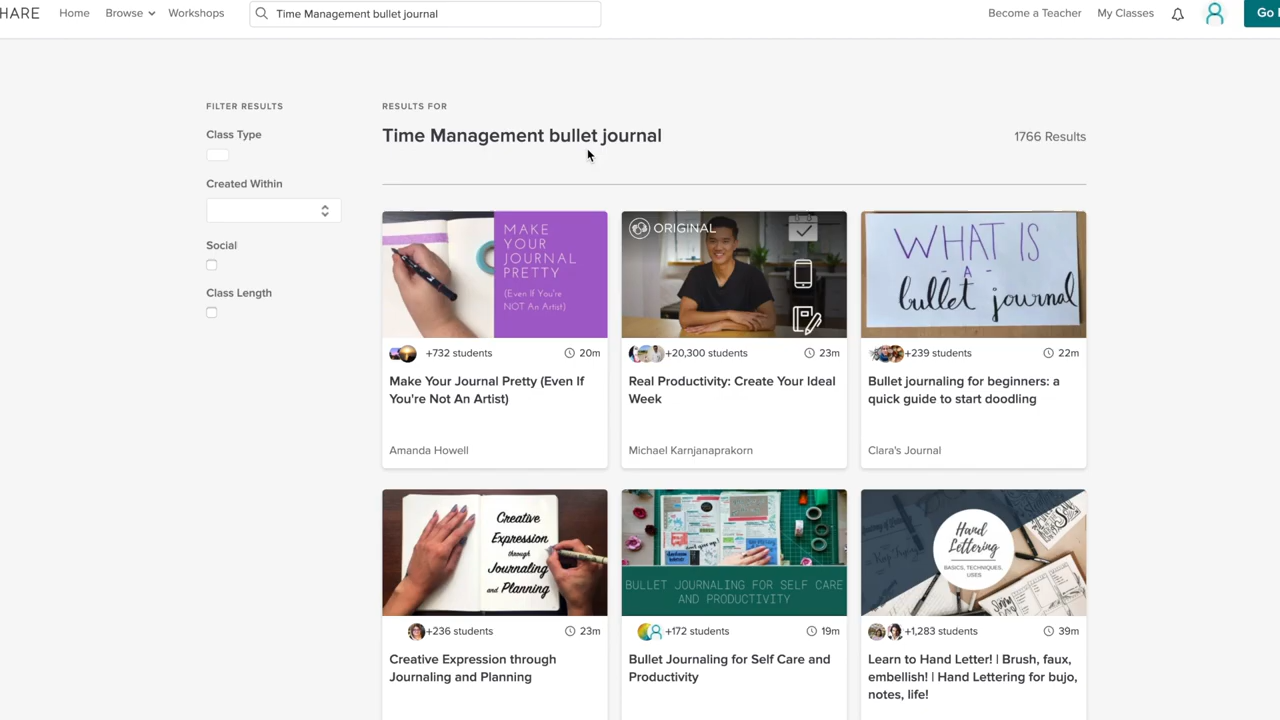 HARE Home Browse Workshops Time Management bullet journal Become a Teacher My Classes Go
FILTER RESULTS
Class Type
Created Within
Social
Class Length
RESULTS FOR
Time Management bullet journal
1766 Results
MAKE
YOUR
JOURNAL
PRETTY
(Even If You're
NOT An Artist)
+732 students 20m
Make Your Journal Pretty (Even If
You're Not An Artist)
Amanda Howell
ORIGINAL
+20,300 students 23m
Real Productivity: Create Your Ideal
Week
Michael Karnjanaprakorn
WHAT IS
- A -
bullet journal
+239 students 22m
Bullet journaling for beginners: a
quick guide to start doodling
Clara's Journal
Creative
Expression
through
Journaling
and Planning
+236 students 23m
Creative Expression through
Journaling and Planning
BULLET JOURNALING FOR SELF CARE
AND PRODUCTIVITY
+172 students 19m
Bullet Journaling for Self Care and
Productivity
Hand
Lettering
BASICS, TECHNIQUES,
USES
+1,283 students 39m
Learn to Hand Letter! | Brush, faux,
embellish! | Hand Lettering for bujo,
notes, life!